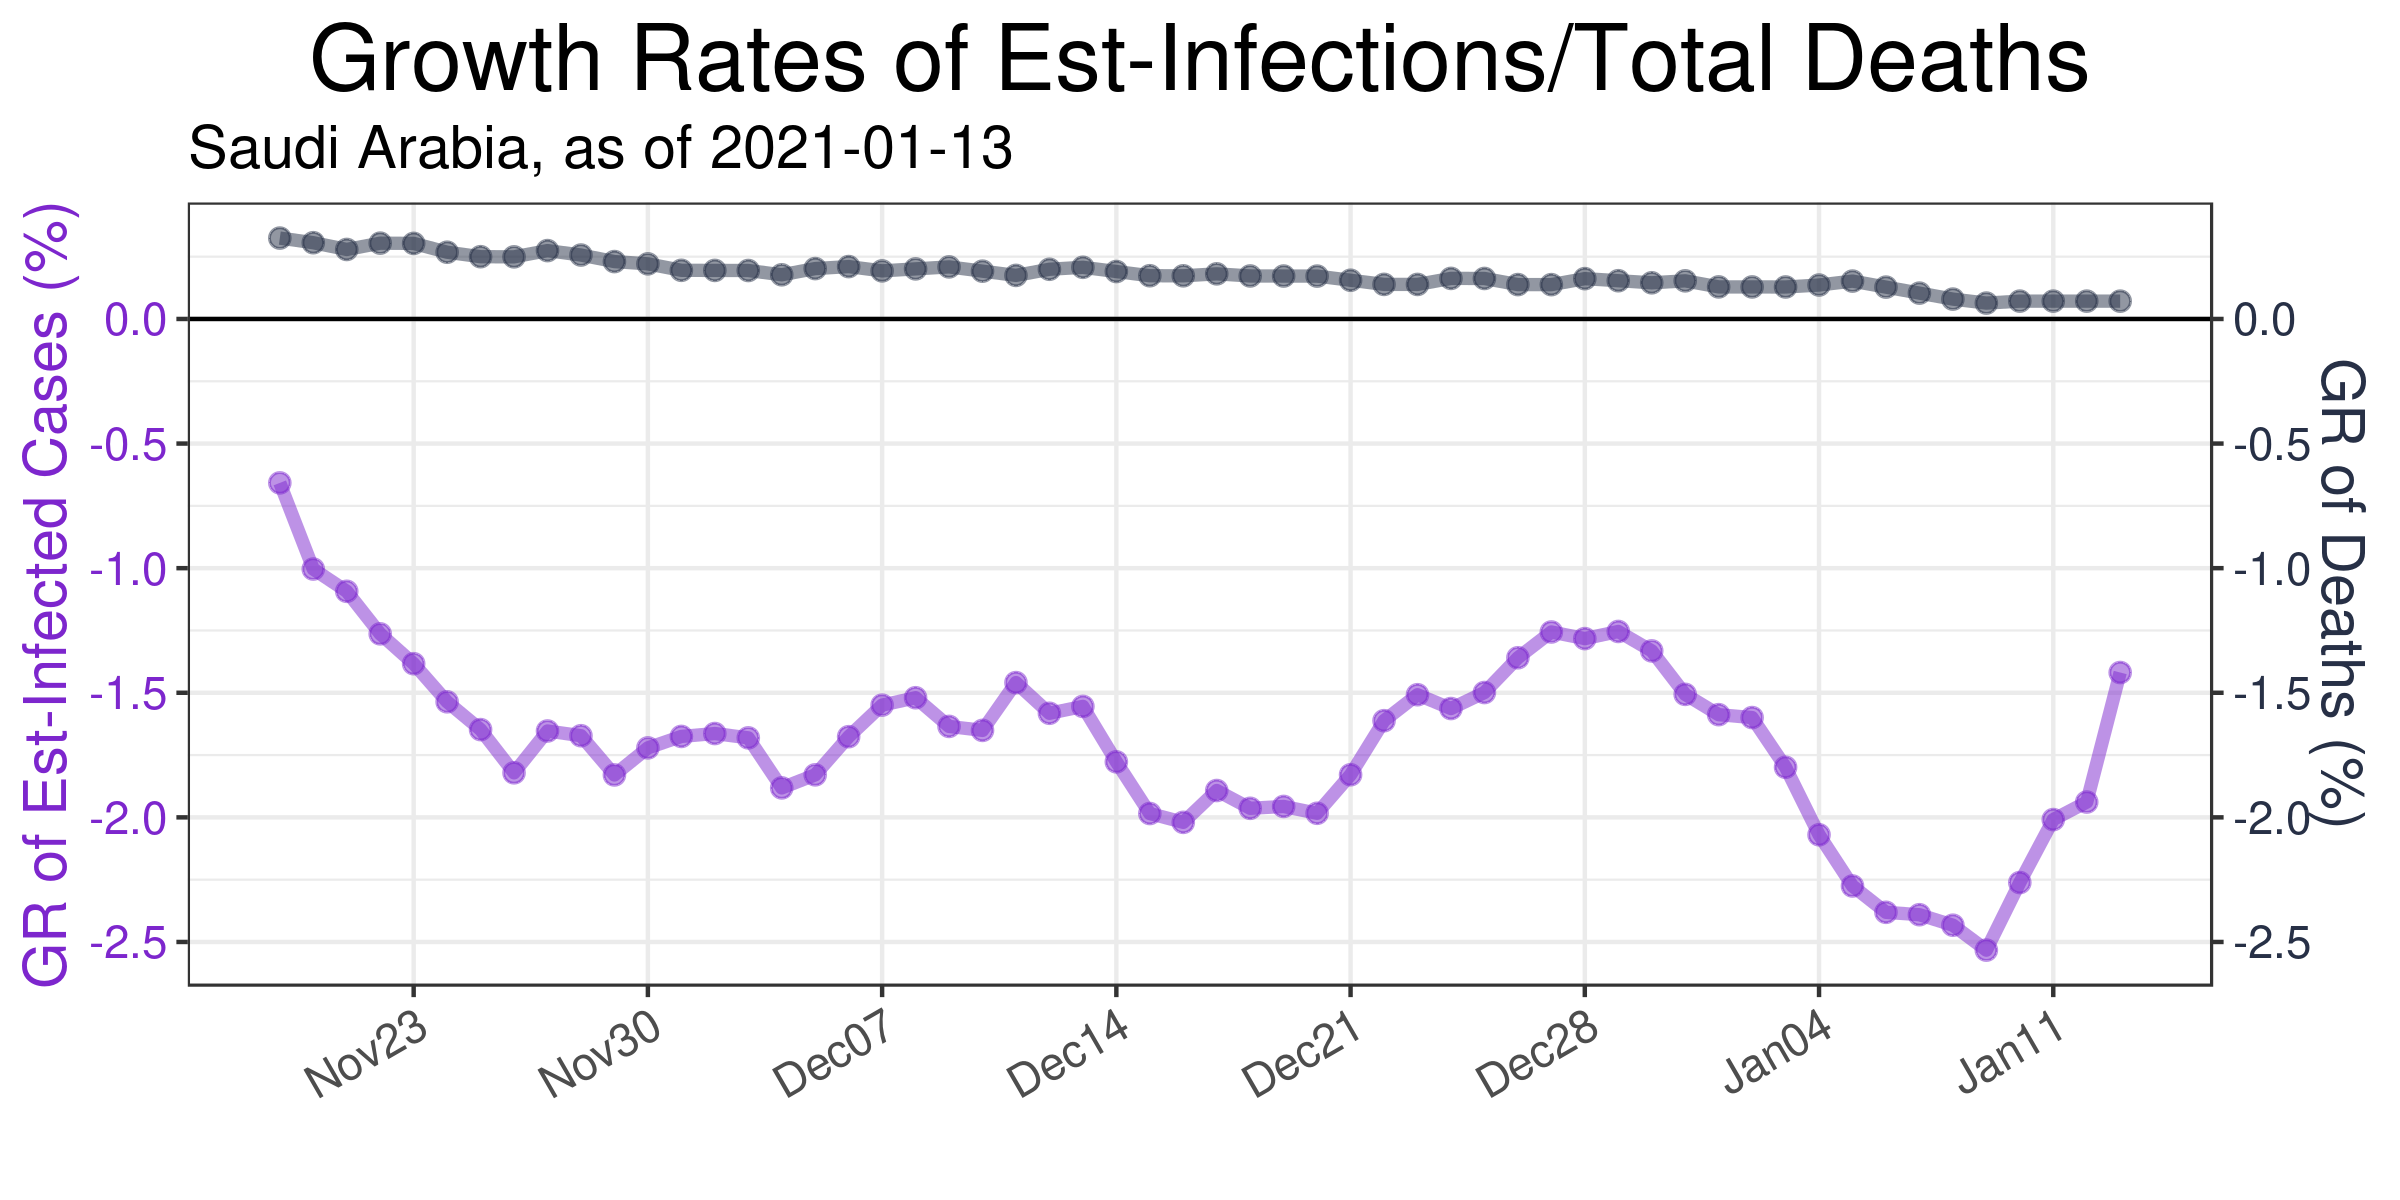 Growth Rates of Est-Infections/Total Deaths
Saudi Arabia, as of 2021-01-13
GR of Est-Infected Cases (%)
0.0
-0.5
-1.0
-1.5
-2.0
-2.5
0.0
-0.5
-1.0
-1.5
-2.0
-2.5
GR of Deaths (%)
Nov23
Nov30
Dec07
Dec14
Dec21
Dec28
Jan04
Jan11